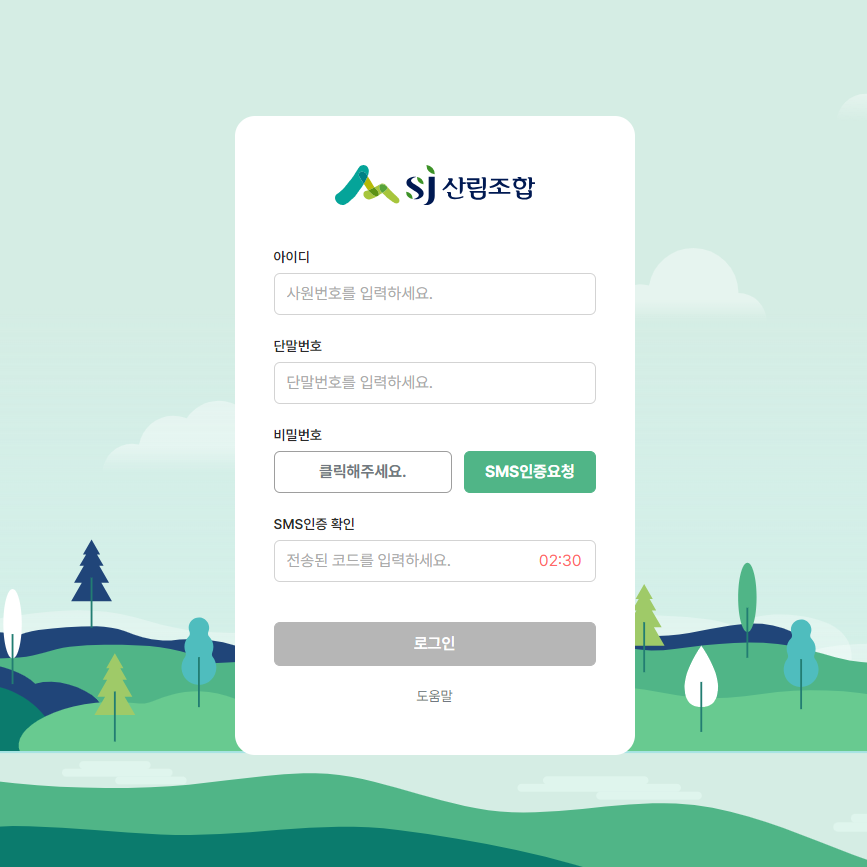 SJ 산림조합
아이디
사원번호를 입력하세요.
단말번호
단말번호를 입력하세요.
비밀번호
클릭해주세요. SMS인증요청
SMS인증 확인
전송된 코드를 입력하세요. 02:30
로그인
도움말